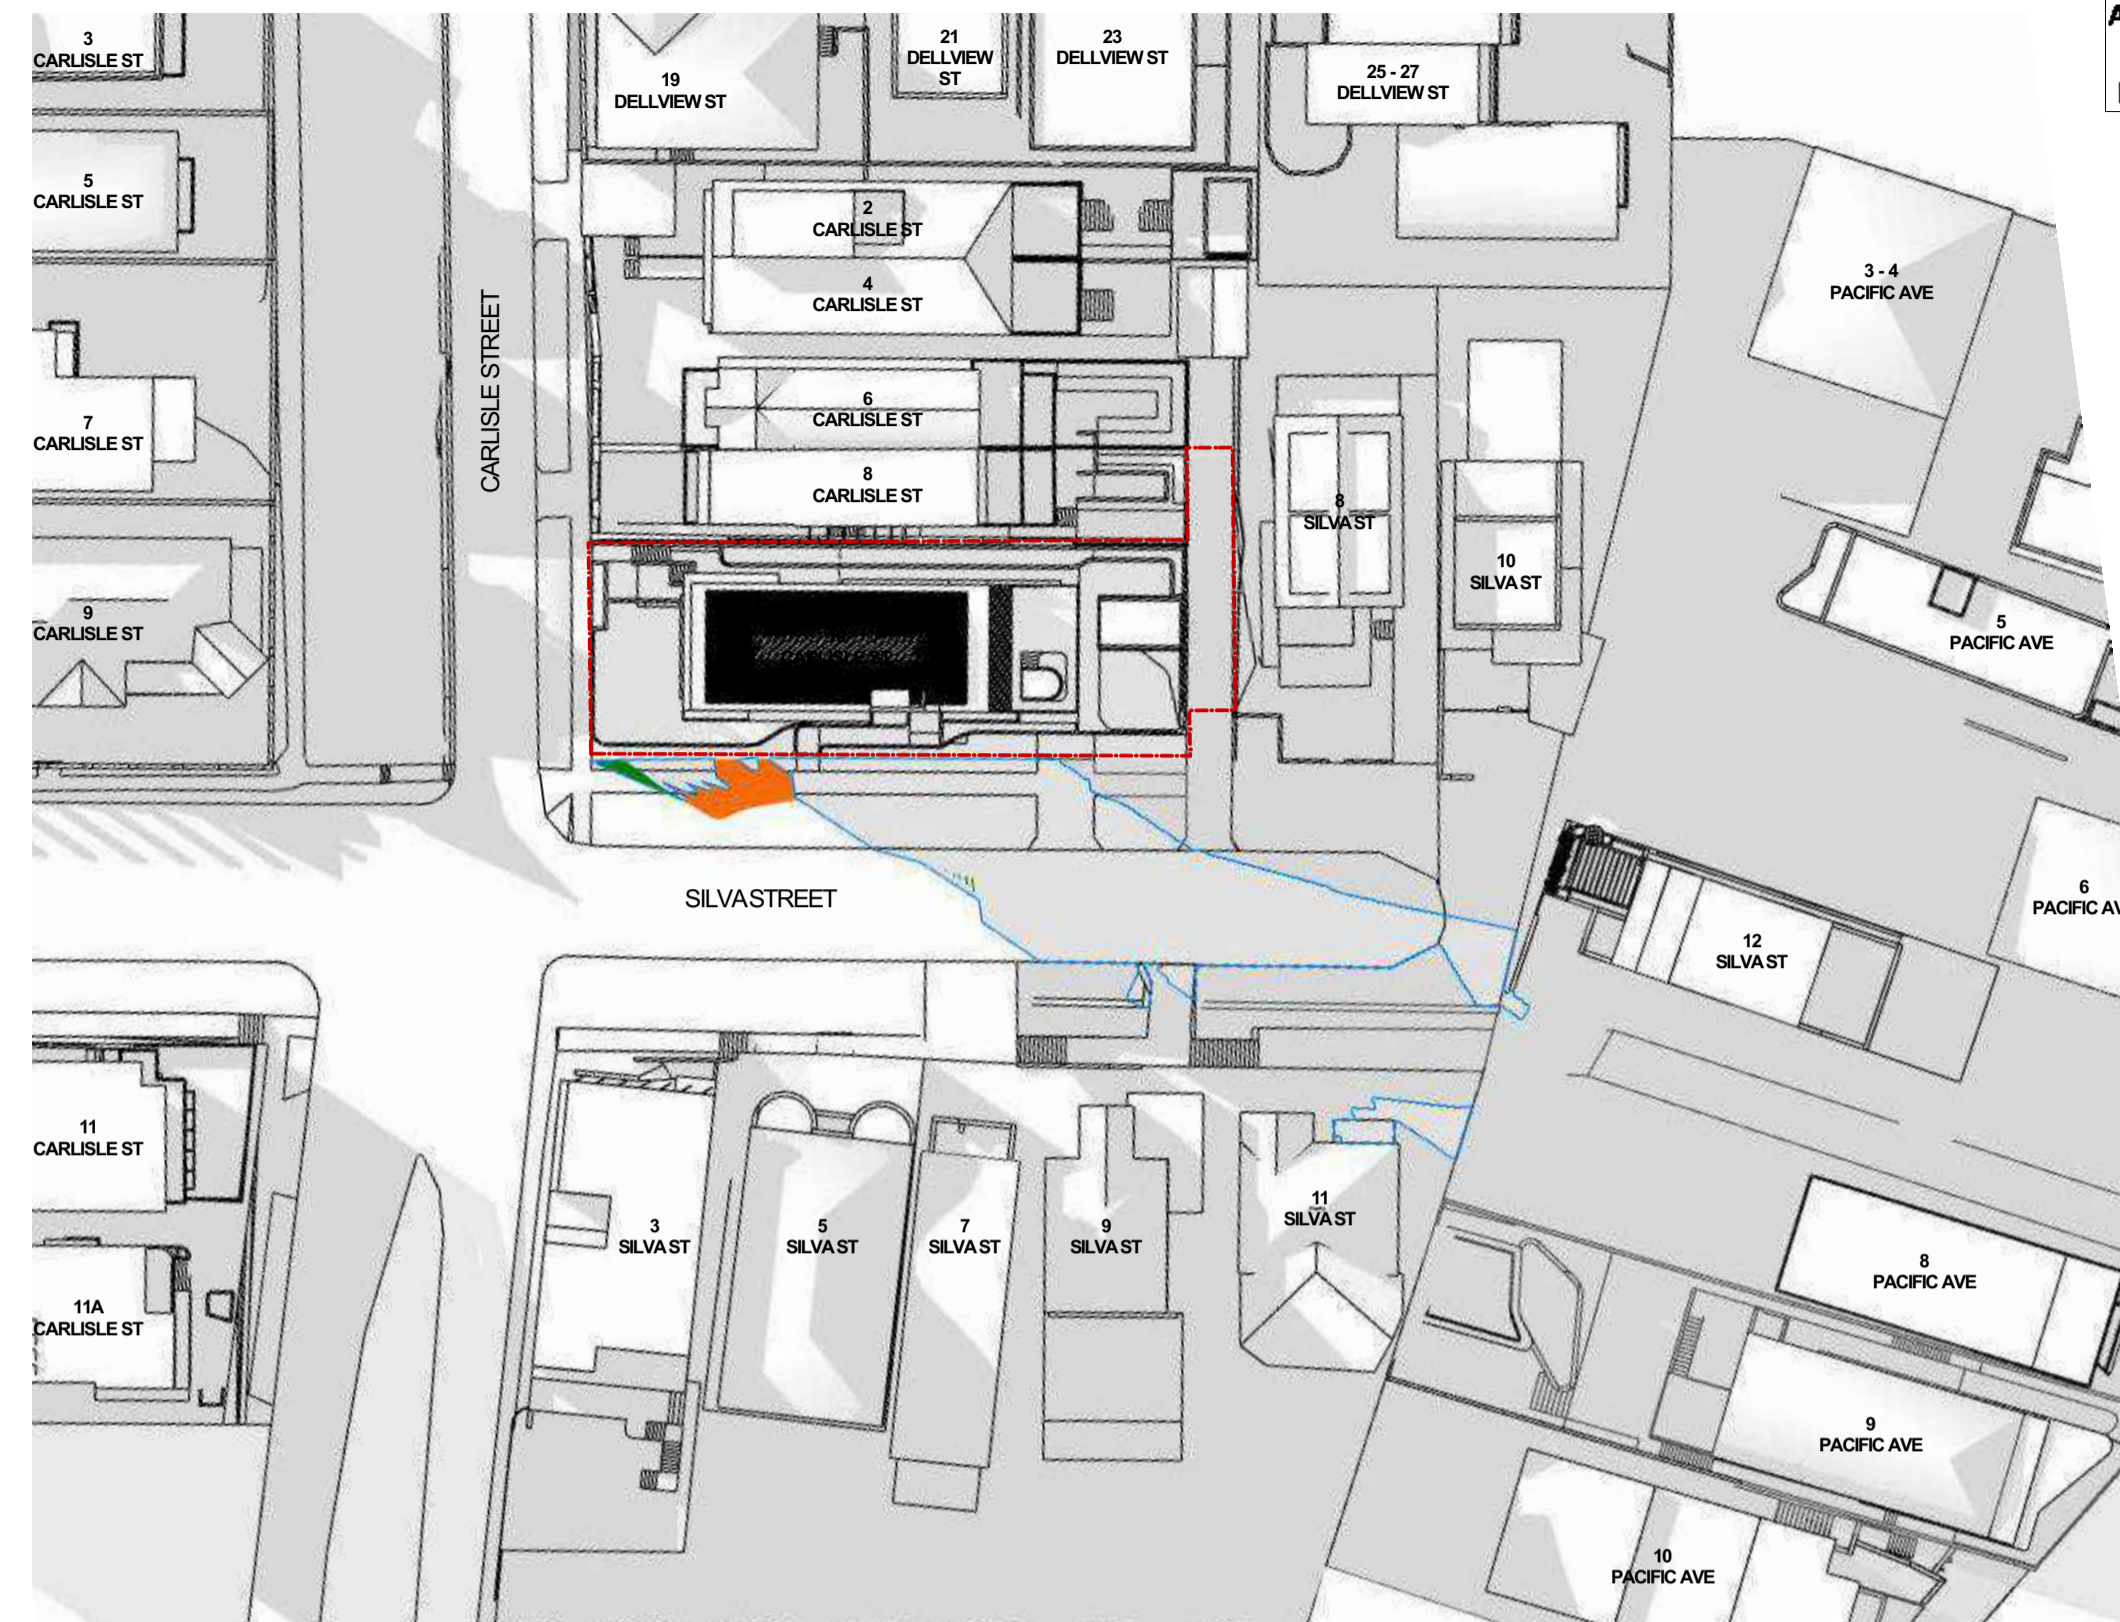 3
CARLISLE ST
19
DELLVIEW ST
21
DELLVIEW
ST
23
DELLVIEW ST
25 - 27
DELLVIEW ST
5
CARLISLE ST
2
CARLISLE ST
4
CARLISLE ST
3 - 4
PACIFIC AVE
CARLISLE STREET
7
CARLISLE ST
6
CARLISLE ST
8
CARLISLE ST
8
SILVA ST
10
SILVA ST
9
CARLISLE ST
5
PACIFIC AVE
SILVA STREET
12
SILVA ST
6
PACIFIC AV
11
CARLISLE ST
3
SILVA ST
5
SILVA ST
7
SILVA ST
9
SILVA ST
11
SILVA ST
8
PACIFIC AVE
11A
CARLISLE ST
9
PACIFIC AVE
10
PACIFIC AVE